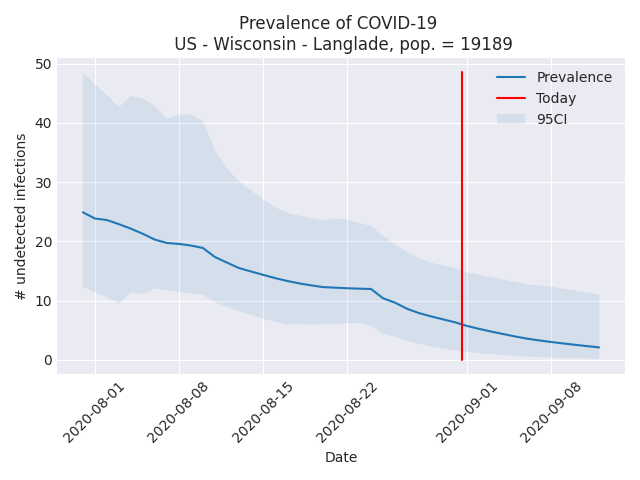 Prevalence of COVID-19
US - Wisconsin - Langlade, pop. = 19189
50
40
30
20
10
0
# undetected infections
Prevalence
Today
95CI
2020-08-01
2020-08-08
2020-08-15
2020-08-22
2020-09-01
2020-09-08
Date